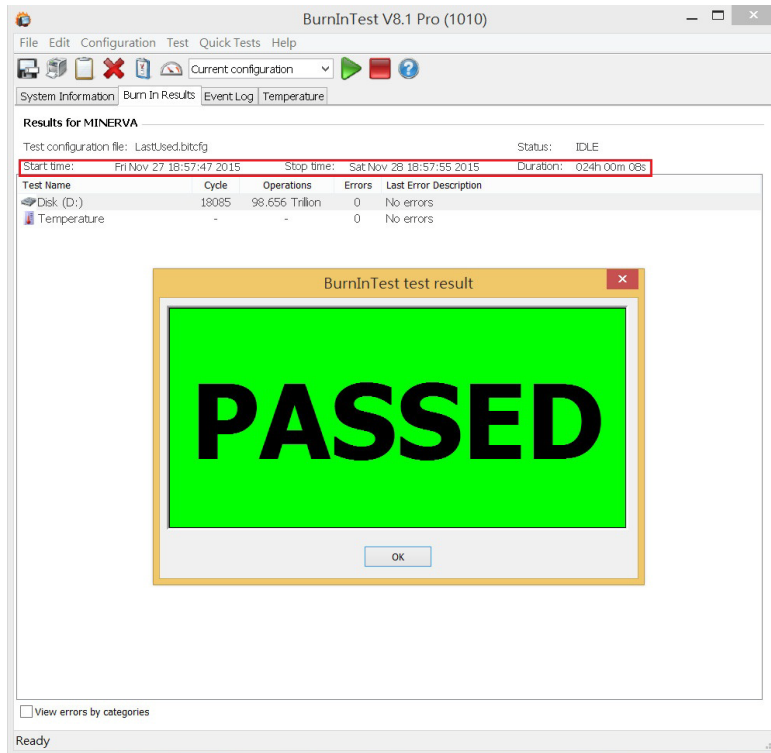 BurnInTest V8.1 Pro (1010)
File Edit Configuration Test Quick Tests Help
Current configuration
System Information Burn In Results Event Log Temperature
Results for MINERVA
Test configuration file: LastUsed.bitcfg Status: IDLE
Start time: Fri Nov 27 18:57:47 2015 Stop time: Sat Nov 28 18:57:55 2015 Duration: 024h 00m 08s
Test Name Cycle Operations Errors Last Error Description
Disk (D:) 18085 98.656 Trillion 0 No errors
Temperature - - 0 No errors
BurnInTest test result
PASSED
OK
View errors by categories
Ready